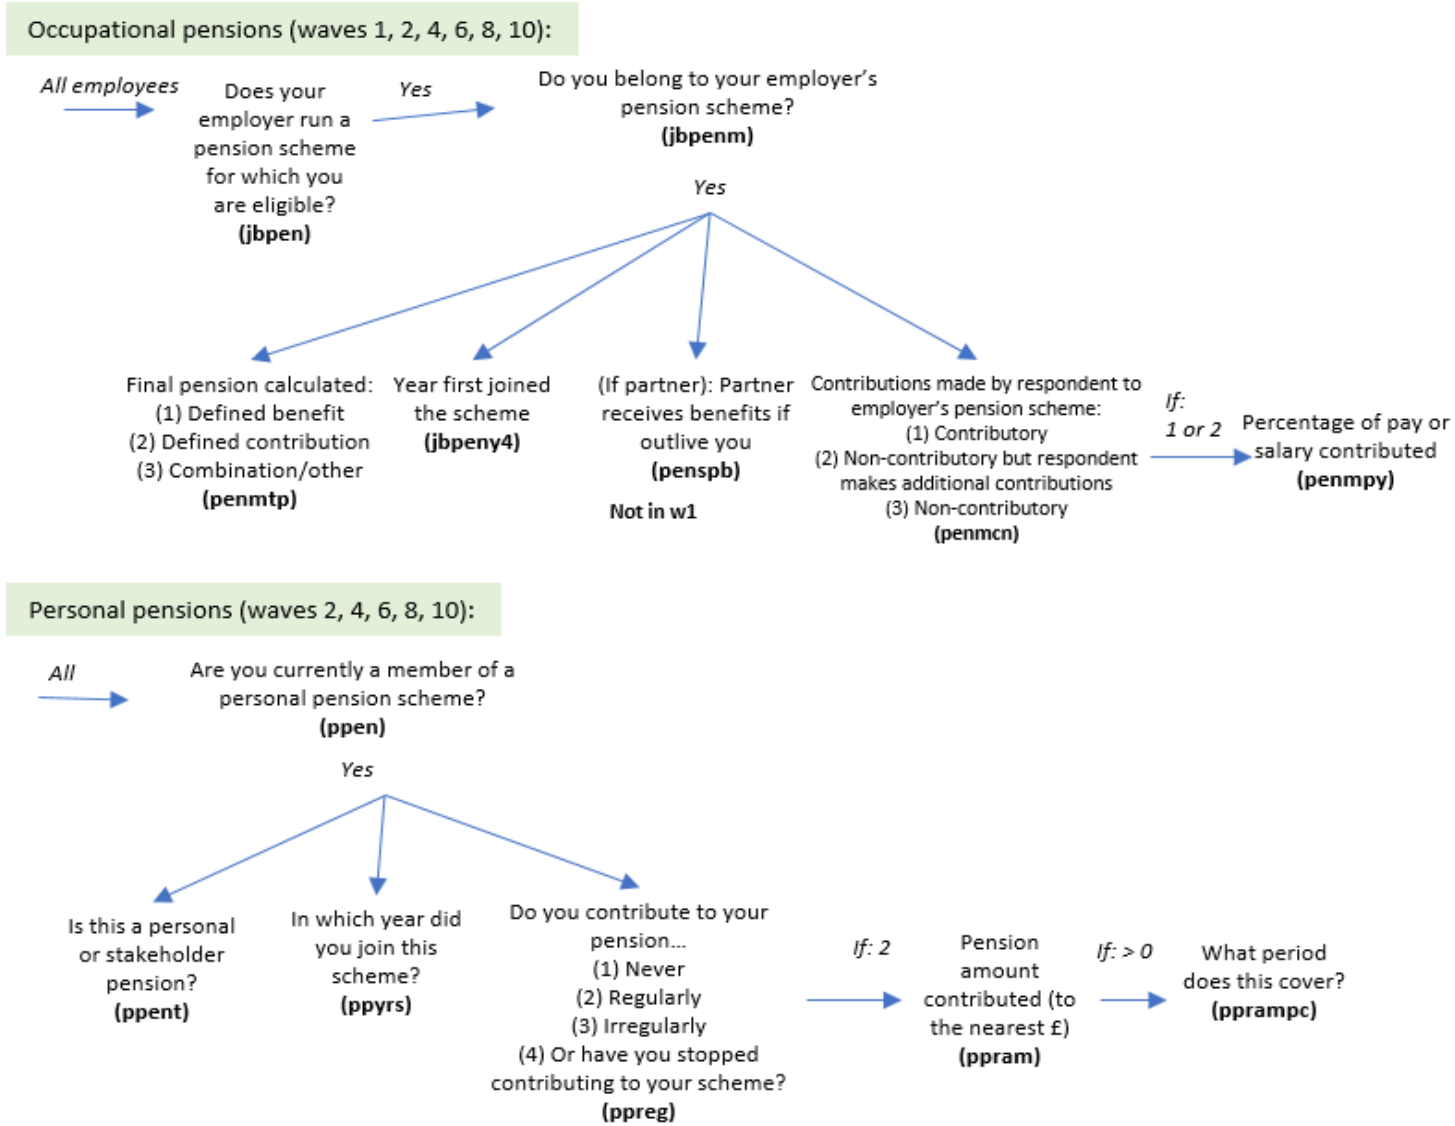 Occupational pensions (waves 1, 2, 4, 6, 8, 10):
All employees
Does your
employer run a
pension scheme
for which you
are eligible?
(jbpen)
Yes
Do you belong to your employer's
pension scheme?
(jbpenm)
Yes
Final pension calculated:
(1) Defined benefit
(2) Defined contribution
(3) Combination/other
(penmtp)
Year first joined
the scheme
(jbpeny4)
(If partner): Partner
receives benefits if
outlive you
(penspb)
Not in w1
Contributions made by respondent to
employer's pension scheme:
(1) Contributory
(2) Non-contributory but respondent
makes additional contributions
(3) Non-contributory
(penmcn)
If:
1 or 2
Percentage of pay or
salary contributed
(penmpy)
Personal pensions (waves 2, 4, 6, 8, 10):
All
Are you currently a member of a
personal pension scheme?
(ppen)
Yes
Is this a personal
or stakeholder
pension?
(ppent)
In which year did
you join this
scheme?
(ppyrs)
Do you contribute to your
pension...
(1) Never
(2) Regularly
(3) Irregularly
(4) Or have you stopped
contributing to your scheme?
(ppreg)
If: 2
Pension
amount
contributed (to
the nearest £)
(ppram)
If: > 0
What period
does this cover?
(pprampc)